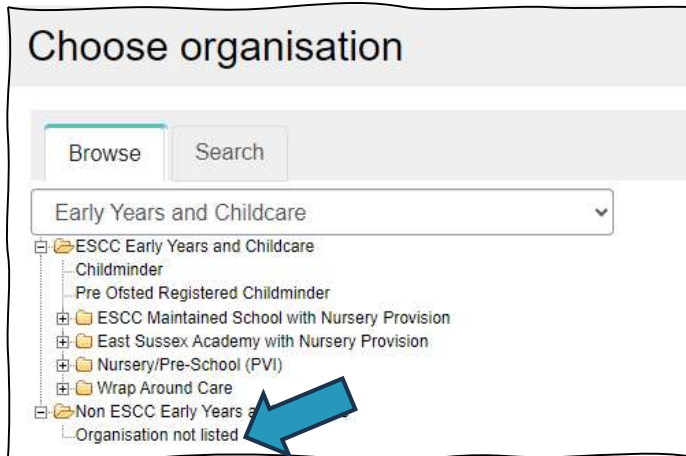 Choose organisation
Browse Search
Early Years and Childcare
ESCC Early Years and Childcare
Childminder
Pre Ofsted Registered Childminder
ESCC Maintained School with Nursery Provision
East Sussex Academy with Nursery Provision
Nursery/Pre-School (PVI)
Wrap Around Care
Non ESCC Early Years
Organisation not listed